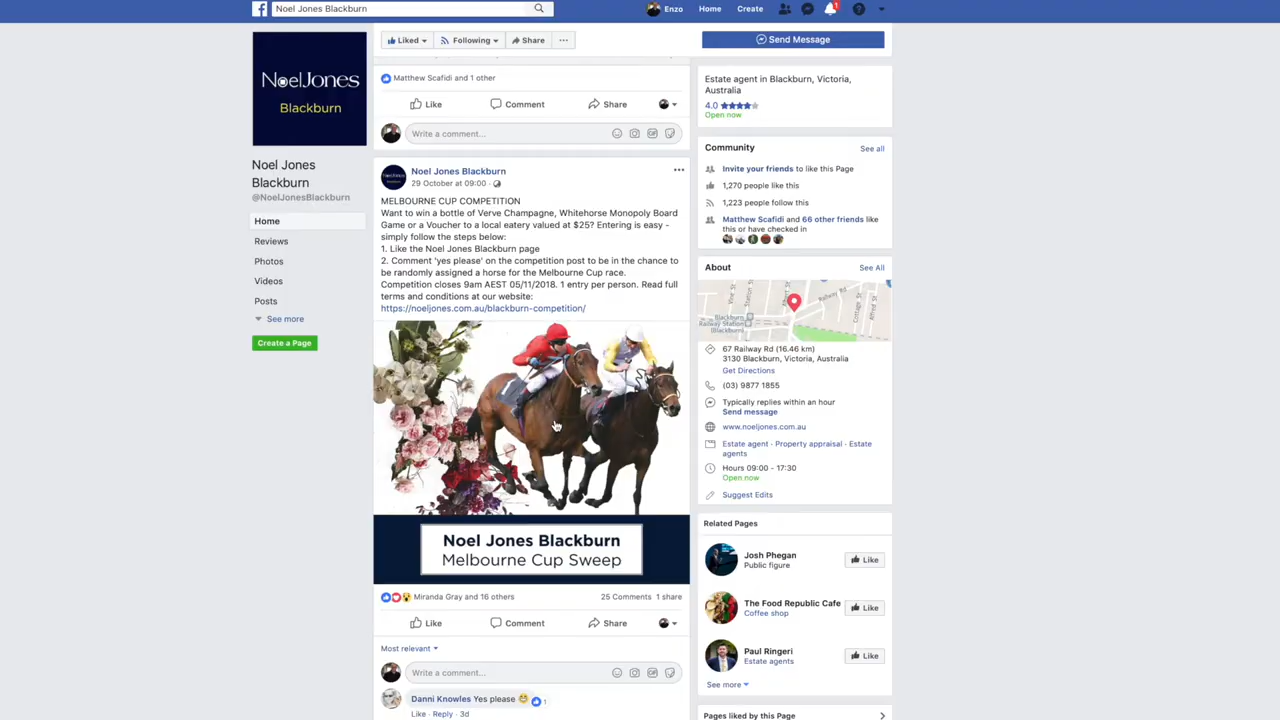 Noel Jones Blackburn
Enzo
Home
Create
1
Liked
Following
Share
Send Message
NoelJones
Blackburn
Noel Jones
Blackburn
@NoelJonesBlackburn
Home
Reviews
Photos
Videos
Posts
See more
Create a Page
Matthew Scafidi and 1 other
Like
Comment
Share
Write a comment...
Noel Jones Blackburn
29 October at 09:00 ·
MELBOURNE CUP COMPETITION
Want to win a bottle of Verve Champagne, Whitehorse Monopoly Board
Game or a Voucher to a local eatery valued at $25? Entering is easy -
simply follow the steps below:
1. Like the Noel Jones Blackburn page
2. Comment 'yes please' on the competition post to be in the chance to
be randomly assigned a horse for the Melbourne Cup race.
Competition closes 9am AEST 05/11/2018. 1 entry per person. Read full
terms and conditions at our website:
https://noeljones.com.au/blackburn-competition/
Noel Jones Blackburn
Melbourne Cup Sweep
Miranda Gray and 16 others
25 Comments 1 share
Like
Comment
Share
Most relevant
Write a comment...
Danni Knowles Yes please 1
Like · Reply · 3d
Estate agent in Blackburn, Victoria,
Australia
4.0
Open now
Community
See all
Invite your friends to like this Page
1,270 people like this
1,223 people follow this
Matthew Scafidi and 66 other friends like
this or have checked in
About
See All
Blackburn
Railway Station
(Blackburn)
Railway Rd
67 Railway Rd (16.46 km)
3130 Blackburn, Victoria, Australia
Get Directions
(03) 9877 1855
Typically replies within an hour
Send message
www.noeljones.com.au
Estate agent · Property appraisal · Estate
agents
Hours 09:00 - 17:30
Open now
Suggest Edits
Related Pages
Josh Phegan
Public figure
Like
The Food Republic Cafe
Coffee shop
Like
Paul Ringeri
Estate agents
Like
See more
Pages liked by this Page